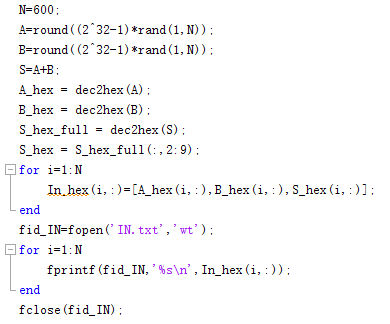 N=600;
A=round((2^32-1)*rand(1,N));
B=round((2^32-1)*rand(1,N));
S=A+B;
A_hex = dec2hex(A);
B_hex = dec2hex(B);
S_hex_full = dec2hex(S);
S_hex = S_hex_full(:,2:9);
for i=1:N
    In_hex(i,:)=[A_hex(i,:),B_hex(i,:),S_hex(i,:)];
end
fid_IN=fopen('IN.txt','wt');
for i=1:N
    fprintf(fid_IN,'%s\n',In_hex(i,:));
end
fclose(fid_IN);